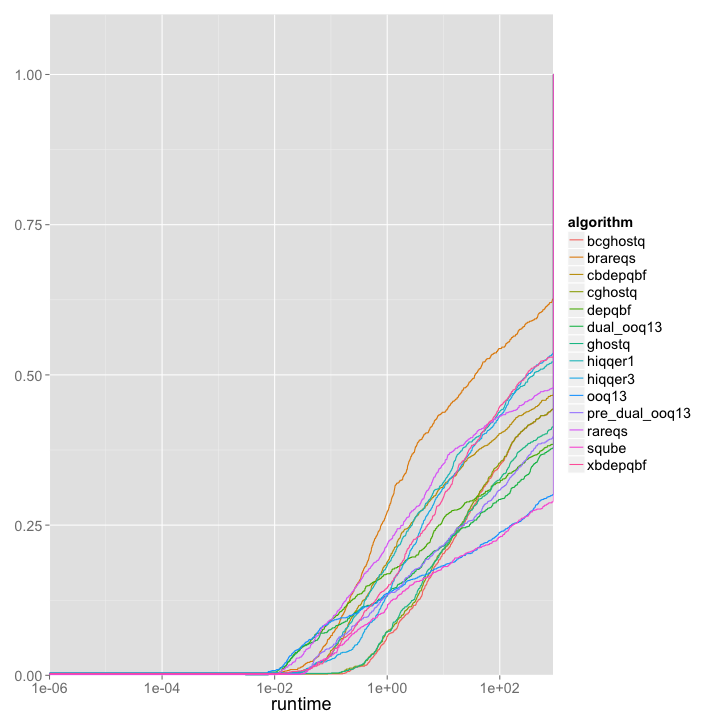 1.00
0.75
0.50
0.25
0.00
1e-06 1e-04 1e-02 1e+00 1e+02
runtime
algorithm
bcghostq
brareqs
cbdepqbf
cghostq
depqbf
dual_ooq13
ghostq
hiqqer1
hiqqer3
ooq13
pre_dual_ooq13
rareqs
sqube
xbdepqbf